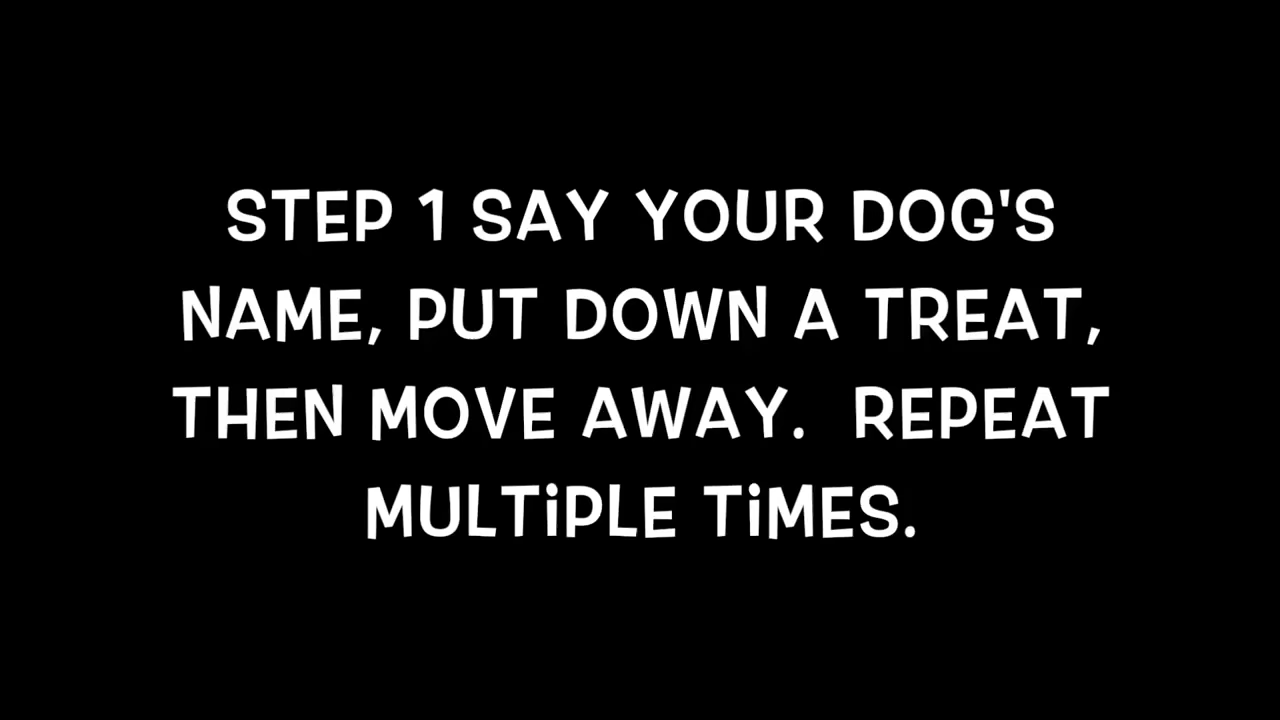 STEP 1 SAY YOUR DOG'S
NAME, PUT DOWN A TREAT,
THEN MOVE AWAY.  REPEAT
MULTiPLE TiMES.